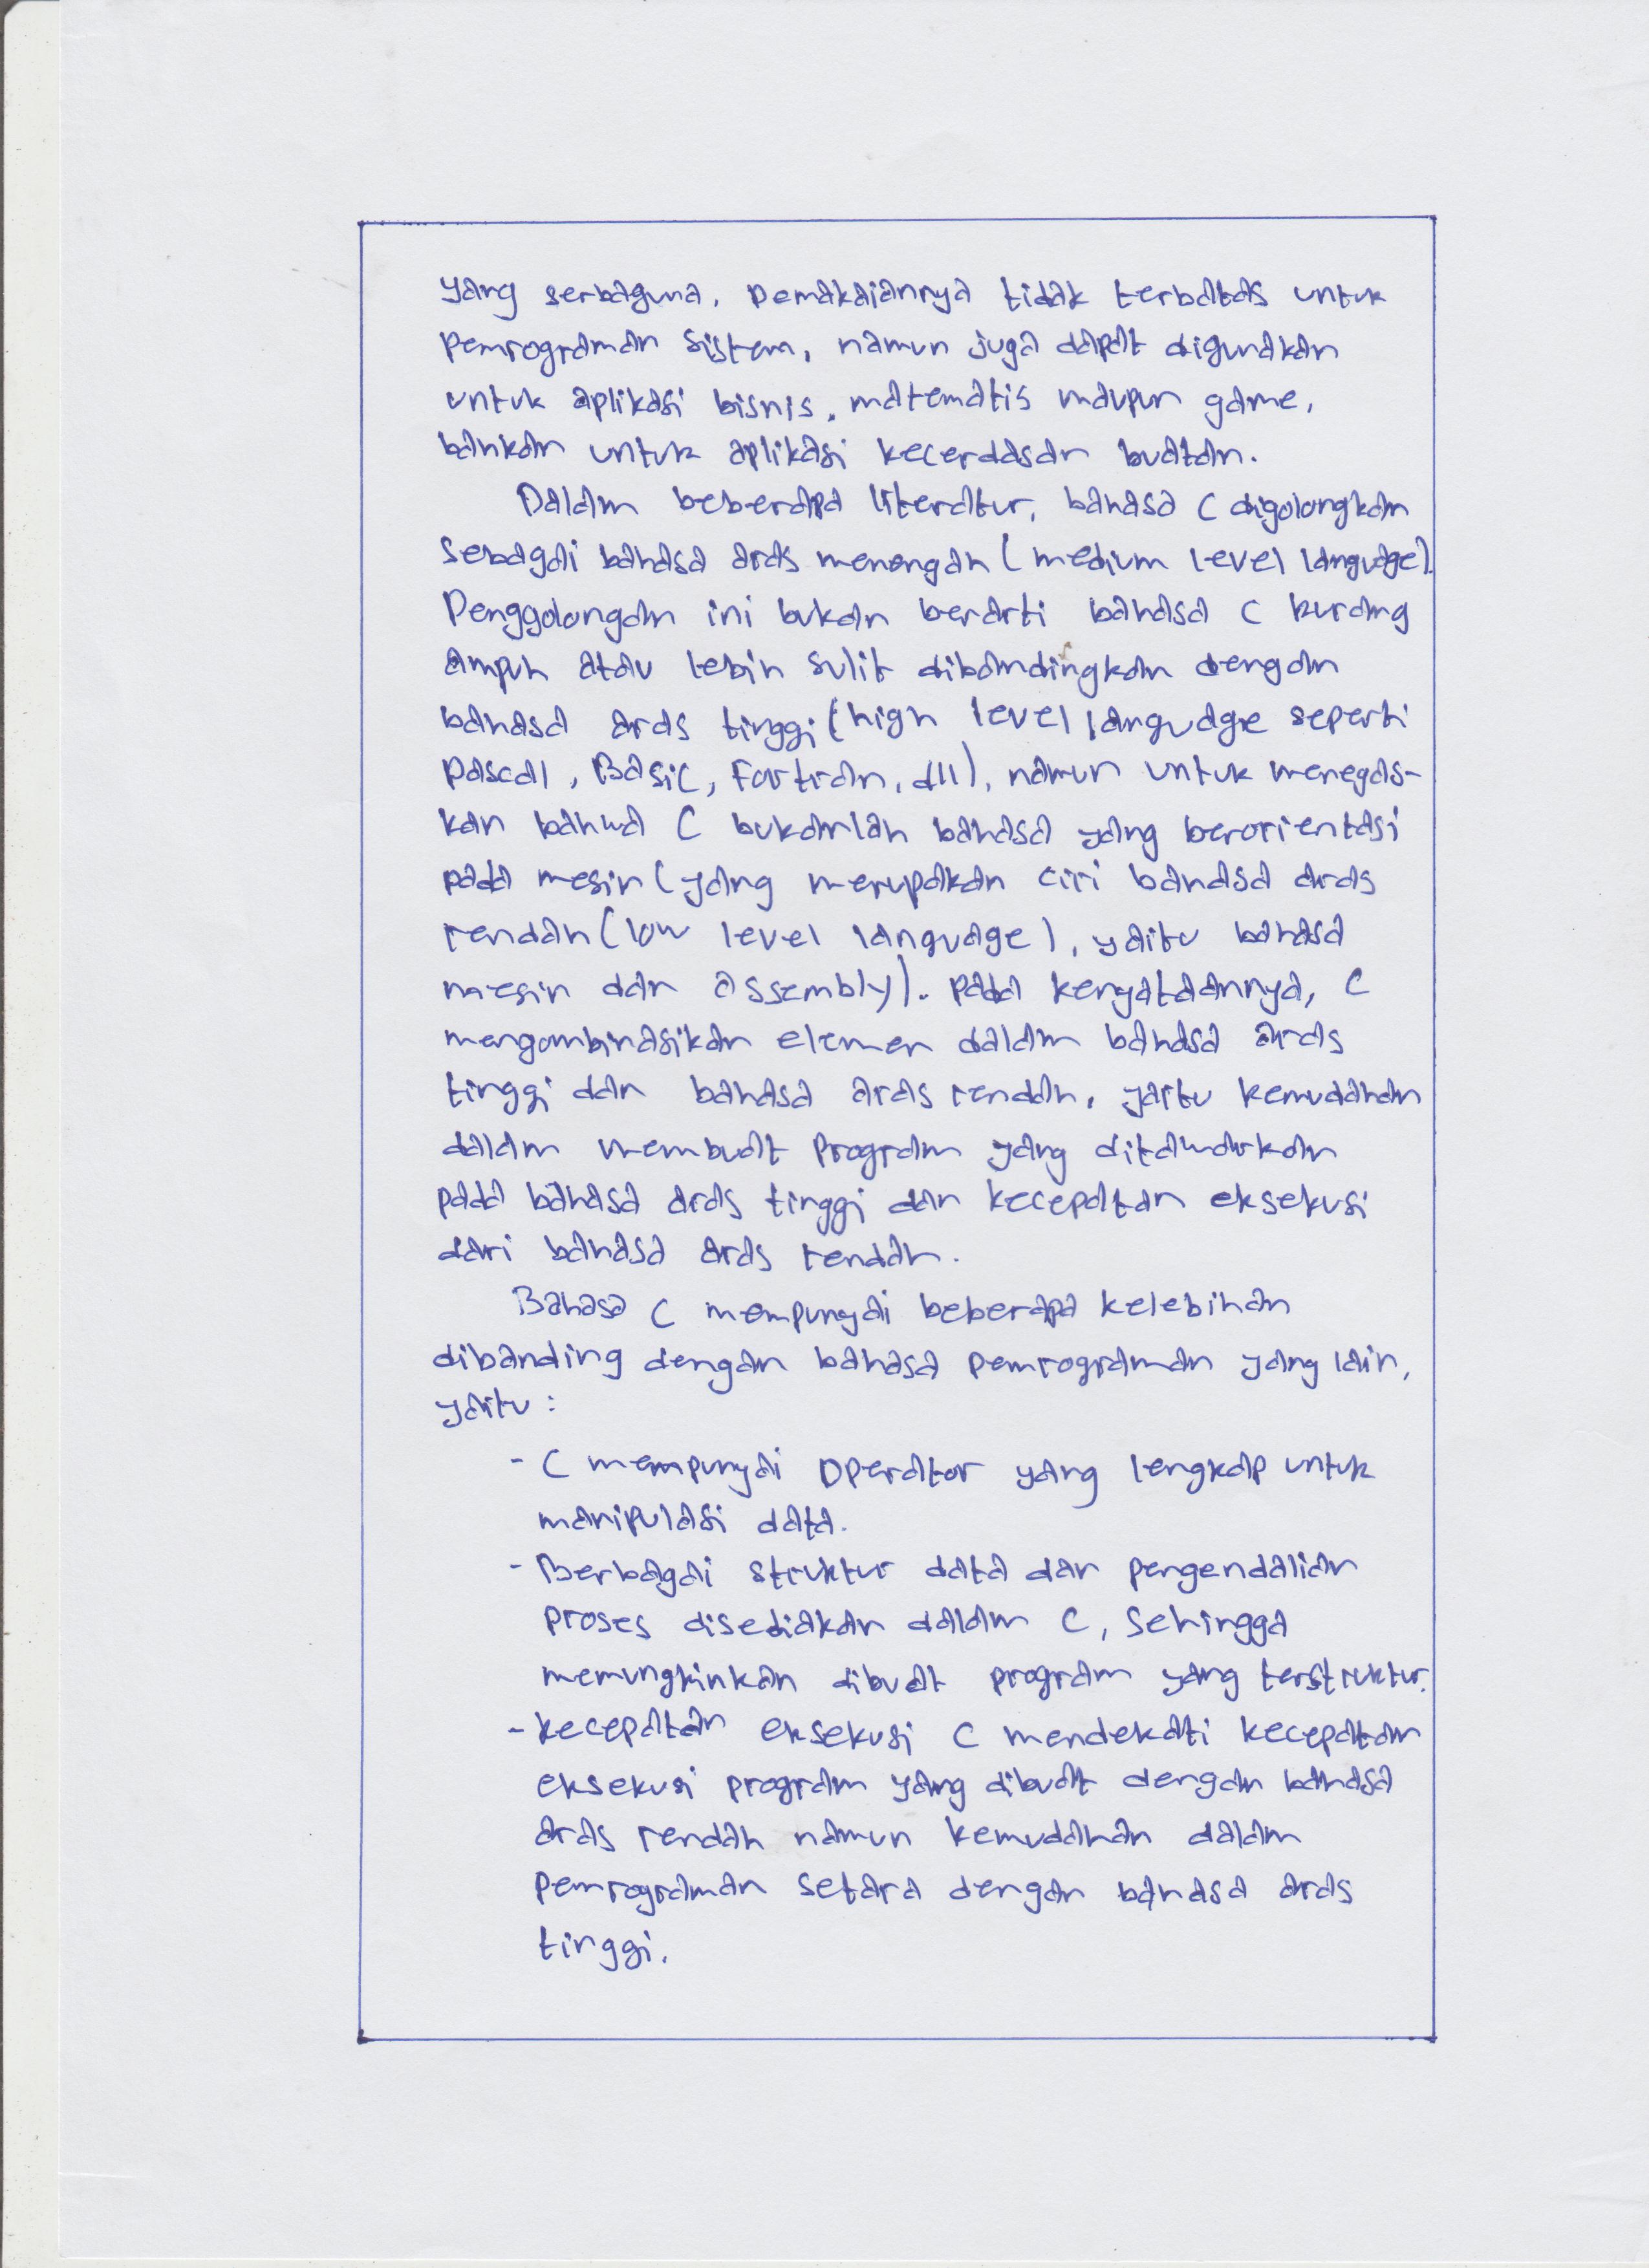 yang serbaguna, pemakaiannya tidak terbatas untuk
pemrograman sistem, namun juga dapat digunakan
untuk aplikasi bisnis, matematis maupun game,
bahkan untuk aplikasi kecerdasan buatan.
Dalam beberapa literatur, bahasa C digolongkan
sebagai bahasa aras menengah (medium level language).
Penggolongan ini bukan berarti bahasa C kurang
ampuh atau lebih sulit dibandingkan dengan
bahasa aras tinggi (high level language seperti
Pascal, Basic, Fortran, dll), namun untuk menegas-
kan bahwa C bukanlah bahasa yang berorientasi
pada mesin (yang merupakan ciri bahasa aras
rendah (low level language), yaitu bahasa
mesin dan assembly). Pada kenyataannya, C
mengombinasikan elemen dalam bahasa aras
tinggi dan bahasa aras rendah, yaitu kemudahan
dalam membuat program yang ditawarkan
pada bahasa aras tinggi dan kecepatan eksekusi
dari bahasa aras rendah.
Bahasa C mempunyai beberapa kelebihan
dibanding dengan bahasa pemrograman yang lain,
yaitu :
- C mempunyai Operator yang lengkap untuk
manipulasi data.
- Berbagai struktur data dan pengendalian
proses disediakan dalam C, Sehingga
memungkinkan dibuat program yang terstruktur.
- kecepatan eksekusi C mendekati kecepatan
eksekusi program yang dibuat dengan bahasa
aras rendah namun kemudahan dalam
pemrograman setara dengan bahasa aras
tinggi.